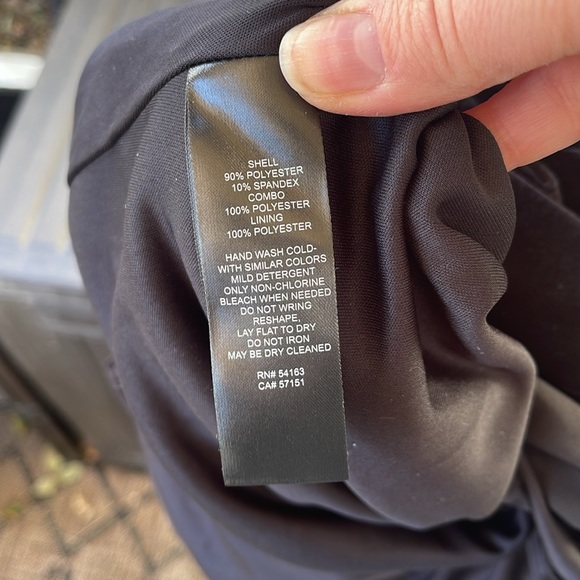 SHELL
90% POLYESTER
10% SPANDEX
COMBO
100% POLYESTER
LINING
100% POLYESTER
HAND WASH COLD-
WITH SIMILAR COLORS
MILD DETERGENT
ONLY NON-CHLORINE
BLEACH WHEN NEEDED
DO NOT WRING
RESHAPE,
LAY FLAT TO DRY
DO NOT IRON
MAY BE DRY CLEANED
RN# 54163
CA# 57151